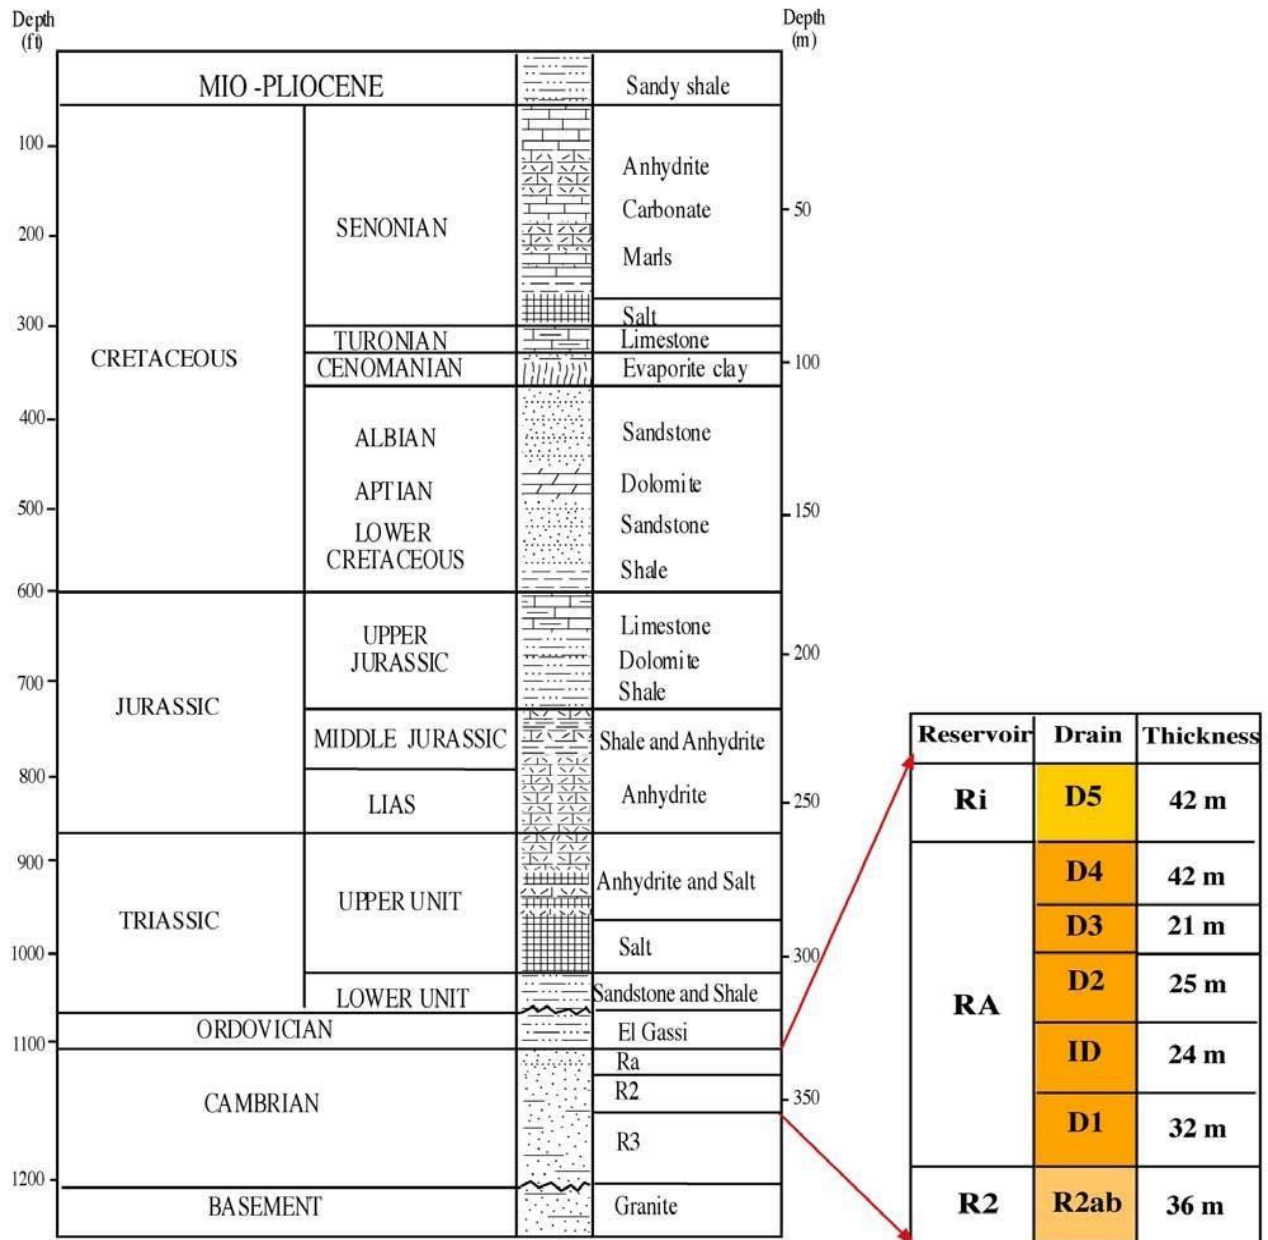 Depth
(ft)
Depth
(m)
MIO -PLIOCENE
Sandy shale
100
Anhydrite
Carbonate
50
200
SENONIAN
Marls
300
Salt
TURONIAN
Limestone
CRETACEOUS
CENOMANIAN
Evaporite clay
100
400
ALBIAN
Sandstone
APTIAN
Dolomite
500
150
LOWER
CRETACEOUS
Sandstone
Shale
600
UPPER
JURASSIC
Limestone
Dolomite
200
Shale
700
JURASSIC
MIDDLE JURASSIC
Shale and Anhydrite
800
LIAS
Anhydrite
250
900
UPPER UNIT
Anhydrite and Salt
TRIASSIC
1000
Salt
300
LOWER UNIT
Sandstone and Shale
ORDOVICIAN
El Gassi
1100
Ra
R2
CAMBRIAN
350
R3
1200
BASEMENT
Granite
Reservoir Drain Thickness
Ri D5 42 m
D4 42 m
D3 21 m
D2 25 m
RA
ID 24 m
D1 32 m
R2 R2ab 36 m